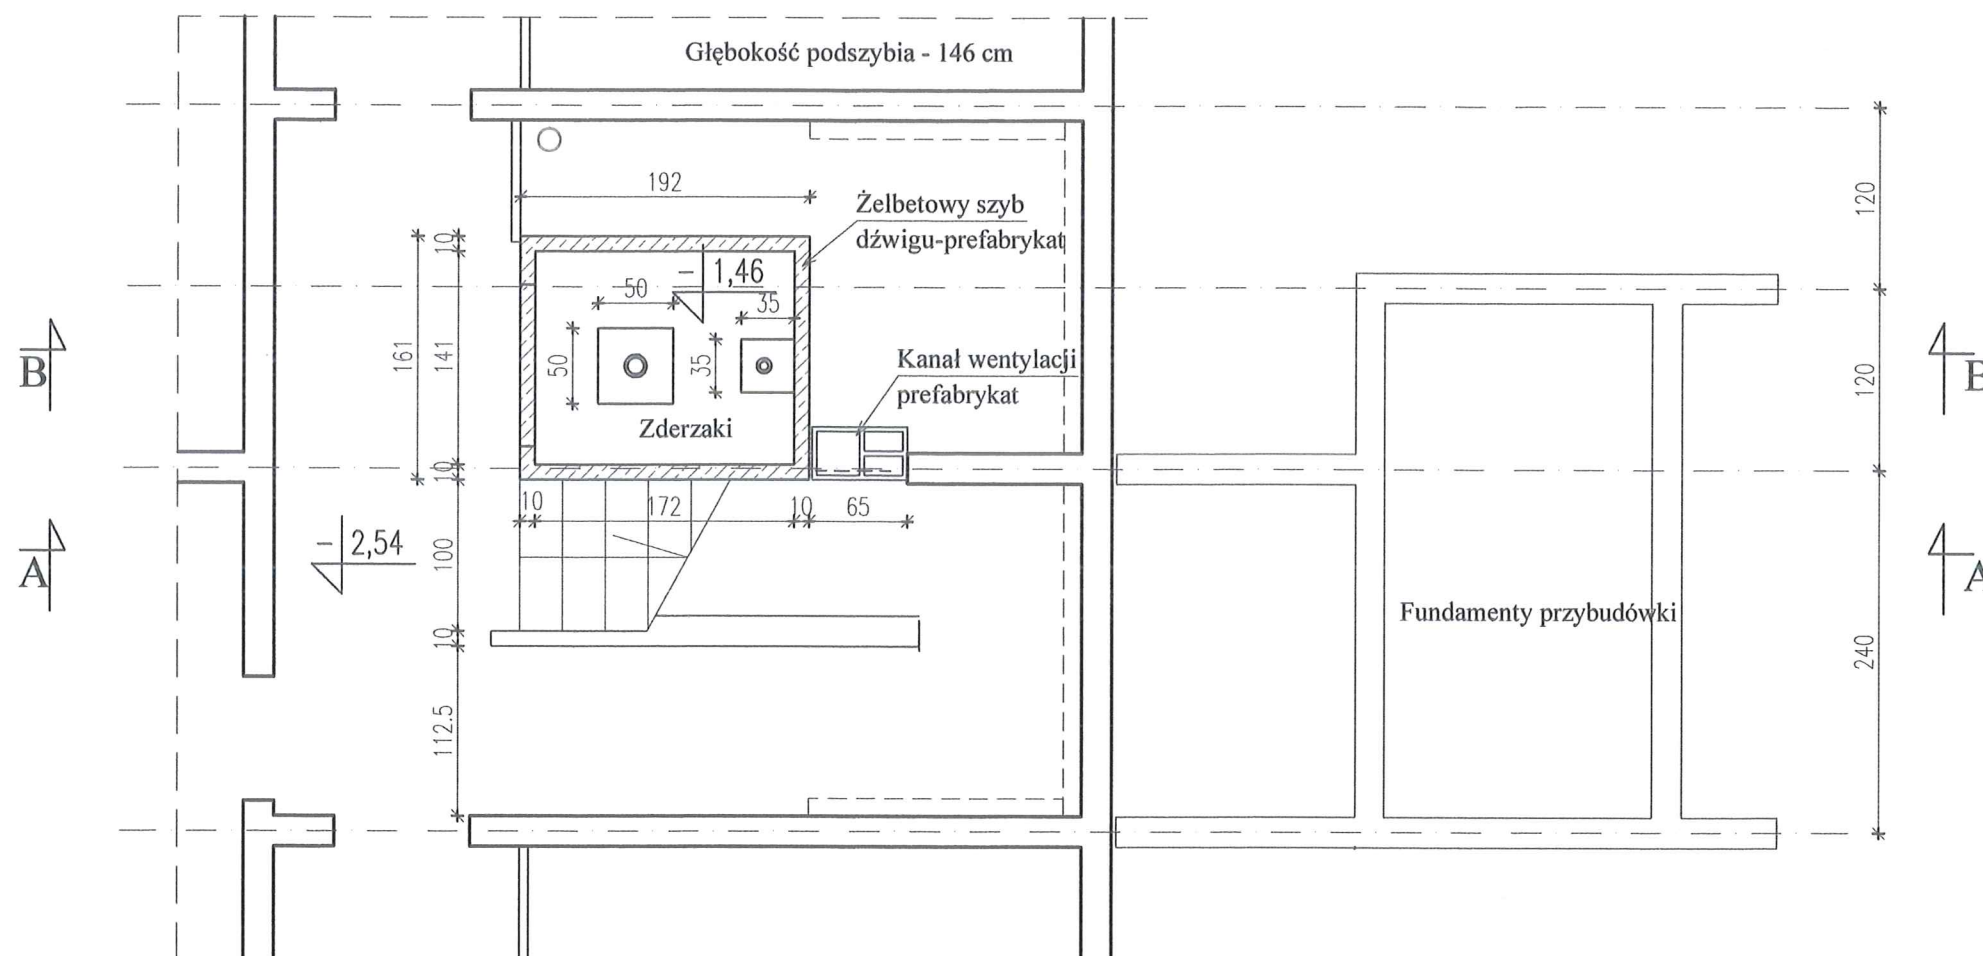 Głębokość podszybia - 146 cm
192
Żelbetowy szyb
dźwigu-prefabrykat
120
10
- 1,46
50
35
161
141
50
35
Kanał wentylacji
prefabrykat
120
B
B
Zderzaki
10
10
172
10
65
- 2,54
100
A
A
Fundamenty przybudówki
10
240
112.5